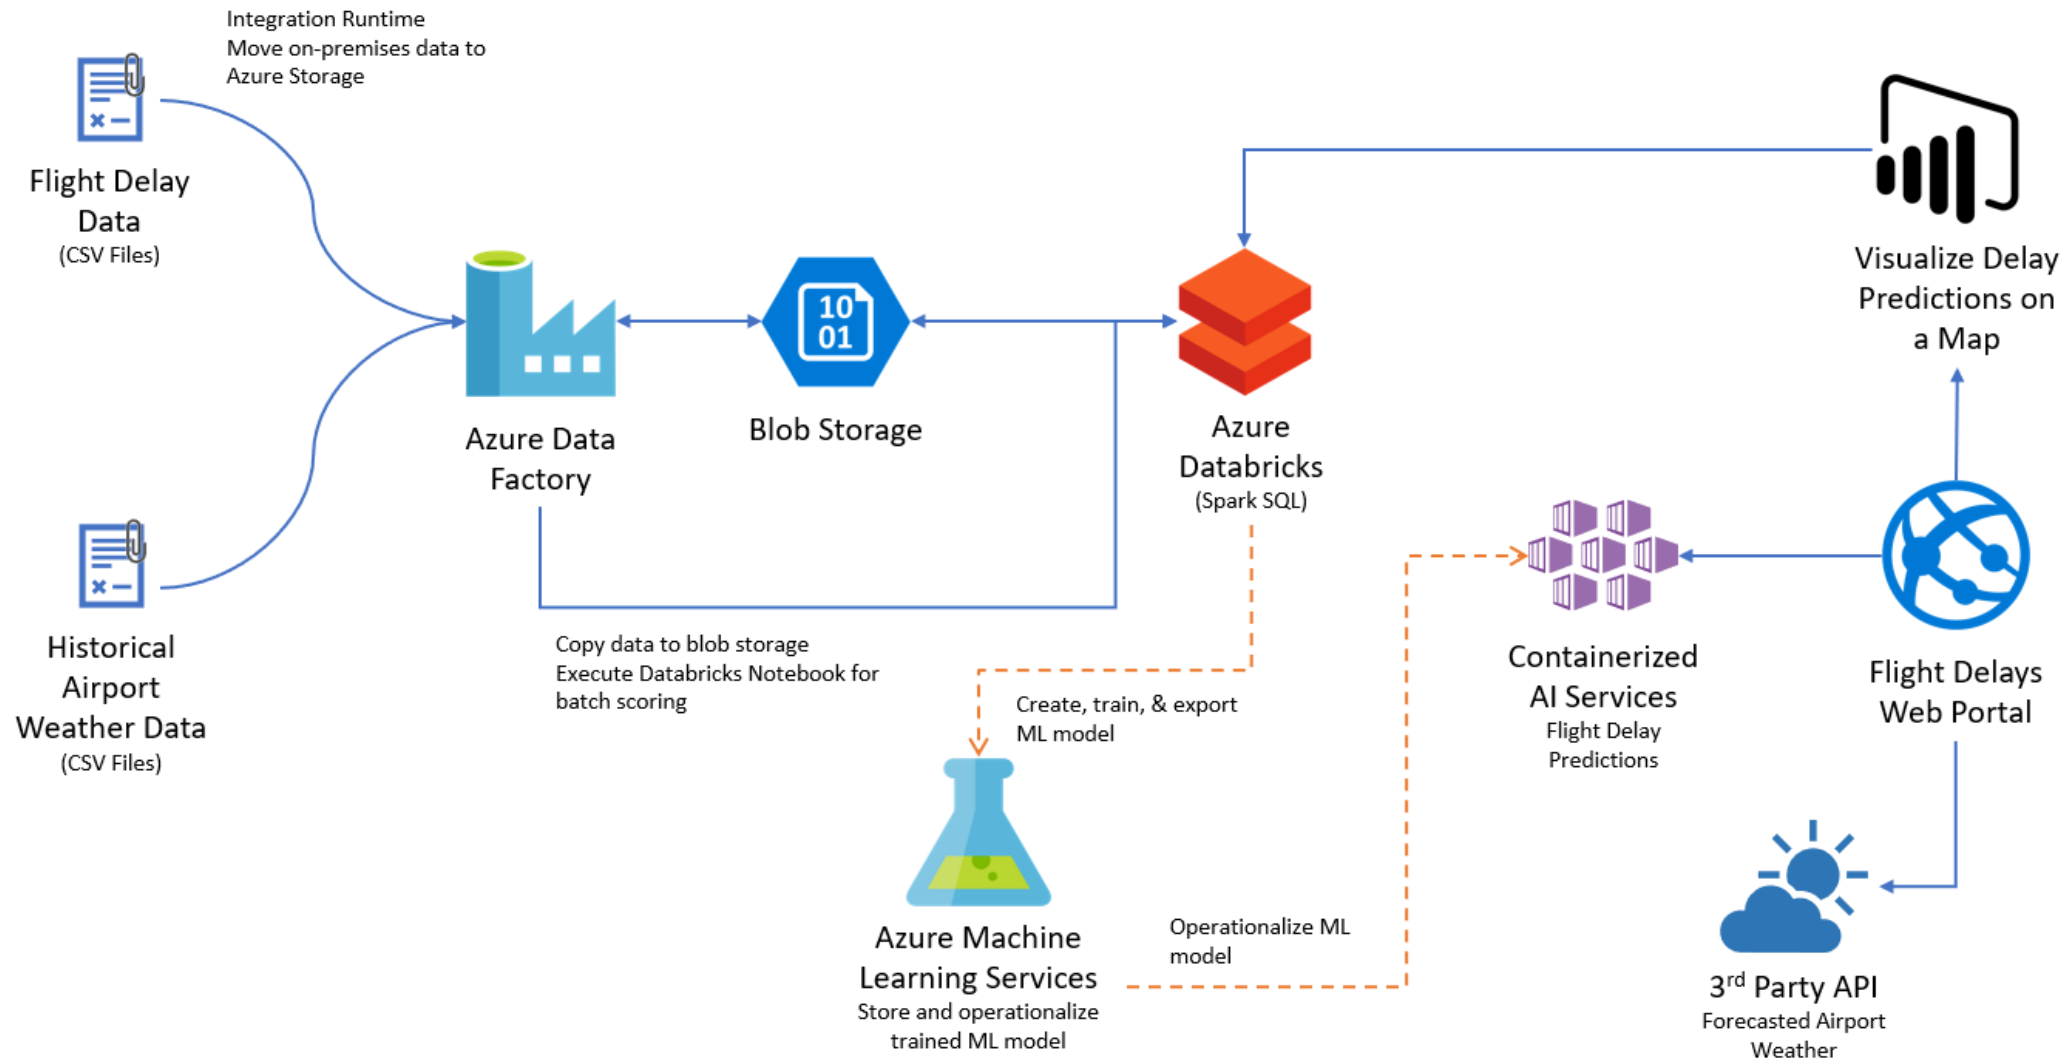 Integration Runtime
Move on-premises data to
Azure Storage
Flight Delay
Data
(CSV Files)
Historical
Airport
Weather Data
(CSV Files)
Azure Data
Factory
10
01
Blob Storage
Copy data to blob storage
Execute Databricks Notebook for
batch scoring
Azure
Databricks
(Spark SQL)
Create, train, & export
ML model
Azure Machine
Learning Services
Store and operationalize
trained ML model
Operationalize ML
model
Containerized
AI Services
Flight Delay
Predictions
Visualize Delay
Predictions on
a Map
Flight Delays
Web Portal
3rd Party API
Forecasted Airport
Weather